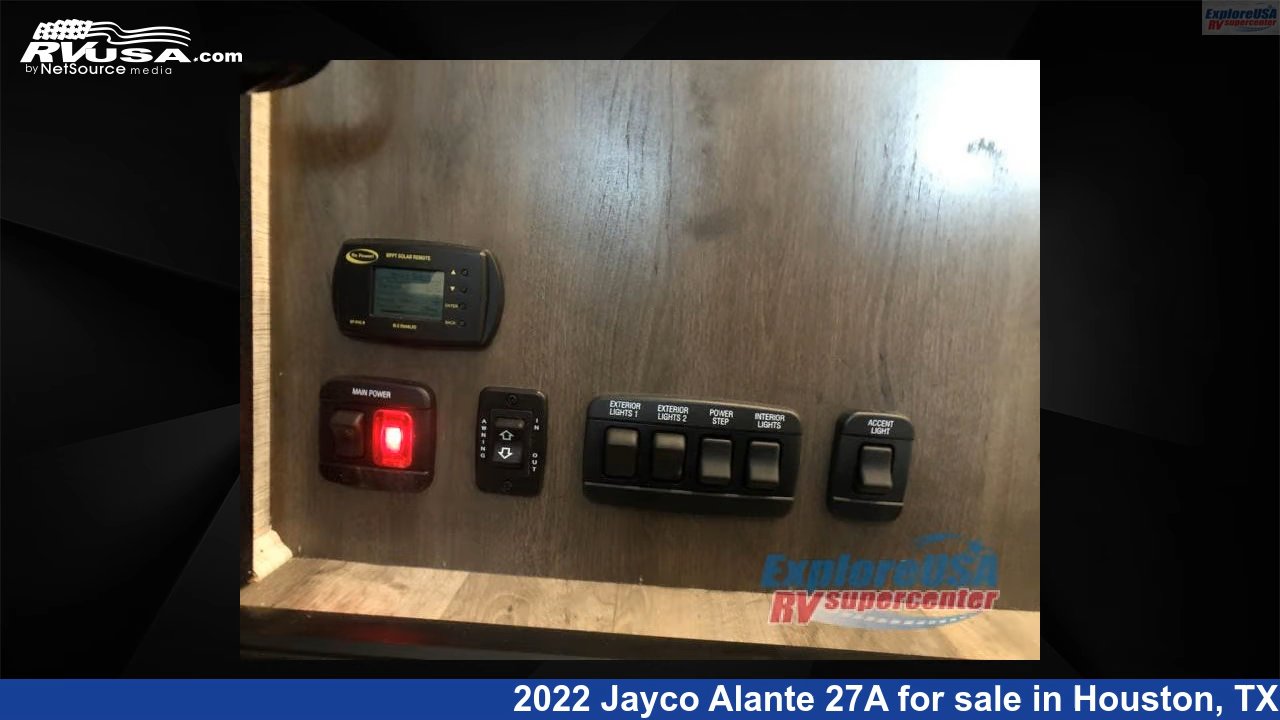 RVUSA.com
by NetSource media
ExploreUSA
RV supercenter
Go Power!
MPPT SOLAR REMOTE
ENTER
BACK
BLE ENABLED
MAIN POWER
AWNING
IN
OUT
EXTERIOR LIGHTS 1
EXTERIOR LIGHTS 2
POWER STEP
INTERIOR LIGHTS
ACCENT LIGHT
ExploreUSA
RV supercenter
2022 Jayco Alante 27A for sale in Houston, TX